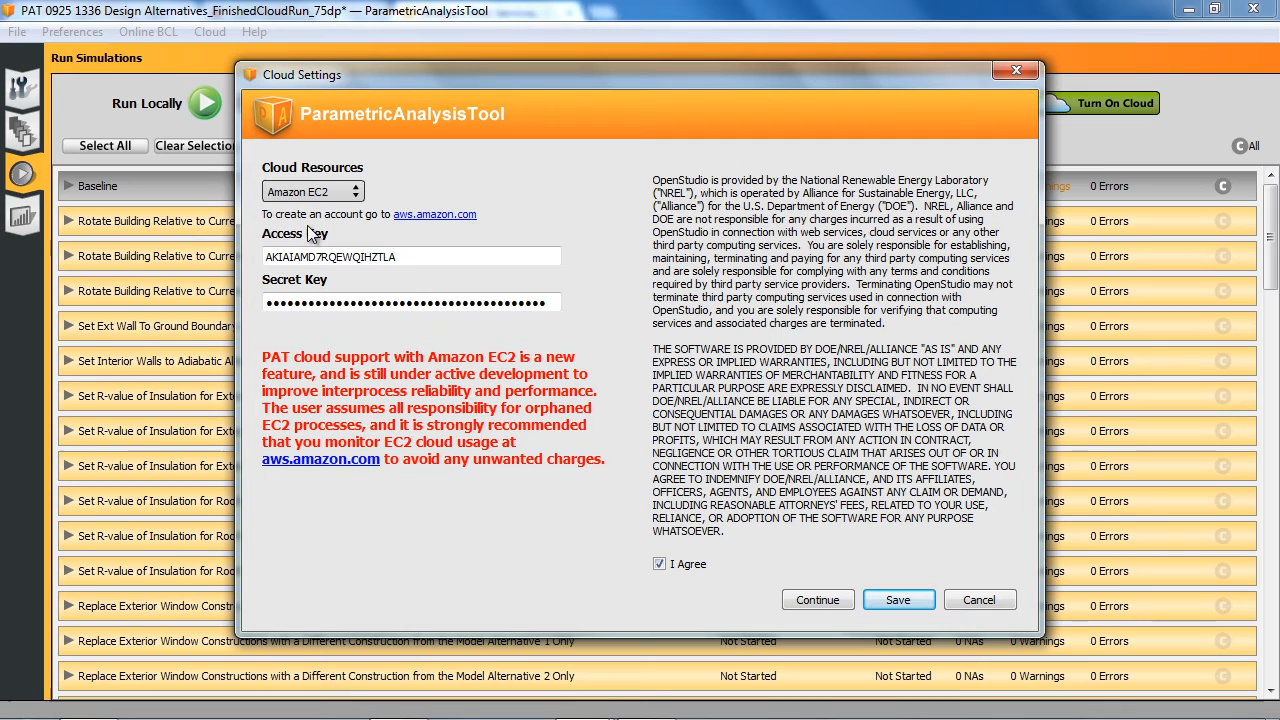 PAT 0925 1336 Design Alternatives_FinishedCloudRun_75dp* — ParametricAnalysisTool
File Preferences Online BCL Cloud Help
Run Simulations
Run Locally
Turn On Cloud
Select All
Clear Selectio
C All
Cloud Settings
PA
ParametricAnalysisTool
Cloud Resources
Amazon EC2
To create an account go to aws.amazon.com
Access Key
AKIAIAMD7RQEWQIHZTLA
Secret Key
●●●●●●●●●●●●●●●●●●●●●●●●●●●●●●●●●●●●●●●●
PAT cloud support with Amazon EC2 is a new
feature, and is still under active development to
improve interprocess reliability and performance.
The user assumes all responsibility for orphaned
EC2 processes, and it is strongly recommended
that you monitor EC2 cloud usage at
aws.amazon.com to avoid any unwanted charges.
OpenStudio is provided by the National Renewable Energy Laboratory
("NREL"), which is operated by Alliance for Sustainable Energy, LLC,
("Alliance") for the U.S. Department of Energy ("DOE"). NREL, Alliance and
DOE are not responsible for any charges incurred as a result of using
OpenStudio in connection with web services, cloud services or any other
third party computing services. You are solely responsible for establishing,
maintaining, terminating and paying for any third party computing services
and are solely responsible for complying with any terms and conditions
required by third party service providers. Terminating OpenStudio may not
terminate third party computing services used in connection with
OpenStudio, and you are solely responsible for verifying that computing
services and associated charges are terminated.
THE SOFTWARE IS PROVIDED BY DOE/NREL/ALLIANCE "AS IS" AND ANY
EXPRESS OR IMPLIED WARRANTIES, INCLUDING BUT NOT LIMITED TO THE
IMPLIED WARRANTIES OF MERCHANTABILITY AND FITNESS FOR A
PARTICULAR PURPOSE ARE EXPRESSLY DISCLAIMED. IN NO EVENT SHALL
DOE/NREL/ALLIANCE BE LIABLE FOR ANY SPECIAL, INDIRECT OR
CONSEQUENTIAL DAMAGES OR ANY DAMAGES WHATSOEVER, INCLUDING
BUT NOT LIMITED TO CLAIMS ASSOCIATED WITH THE LOSS OF DATA OR
PROFITS, WHICH MAY RESULT FROM ANY ACTION IN CONTRACT,
NEGLIGENCE OR OTHER TORTIOUS CLAIM THAT ARISES OUT OF OR IN
CONNECTION WITH THE USE OR PERFORMANCE OF THE SOFTWARE. YOU
AGREE TO INDEMNIFY DOE/NREL/ALLIANCE, AND ITS AFFILIATES,
OFFICERS, AGENTS, AND EMPLOYEES AGAINST ANY CLAIM OR DEMAND,
INCLUDING REASONABLE ATTORNEYS' FEES, RELATED TO YOUR USE,
RELIANCE, OR ADOPTION OF THE SOFTWARE FOR ANY PURPOSE
WHATSOEVER.
I Agree
Continue
Save
Cancel
Baseline nings 0 Errors C
Rotate Building Relative to Curre nings 0 Errors C
Rotate Building Relative to Curre nings 0 Errors C
Rotate Building Relative to Curre nings 0 Errors C
Set Ext Wall To Ground Boundary nings 0 Errors C
Set Interior Walls to Adiabatic Al nings 0 Errors C
Set R-value of Insulation for Exte nings 0 Errors C
Set R-value of Insulation for Exte nings 0 Errors C
Set R-value of Insulation for Exte nings 0 Errors C
Set R-value of Insulation for Roo nings 0 Errors C
Set R-value of Insulation for Roo nings 0 Errors C
Set R-value of Insulation for Roo nings 0 Errors C
Replace Exterior Window Constr nings 0 Errors C
Replace Exterior Window Constructions with a Different Construction from the Model Alternative 1 Only Not Started Not Started 0 NAs 0 Warnings 0 Errors C
Replace Exterior Window Constructions with a Different Construction from the Model Alternative 2 Only Not Started Not Started 0 NAs 0 Warnings 0 Errors C